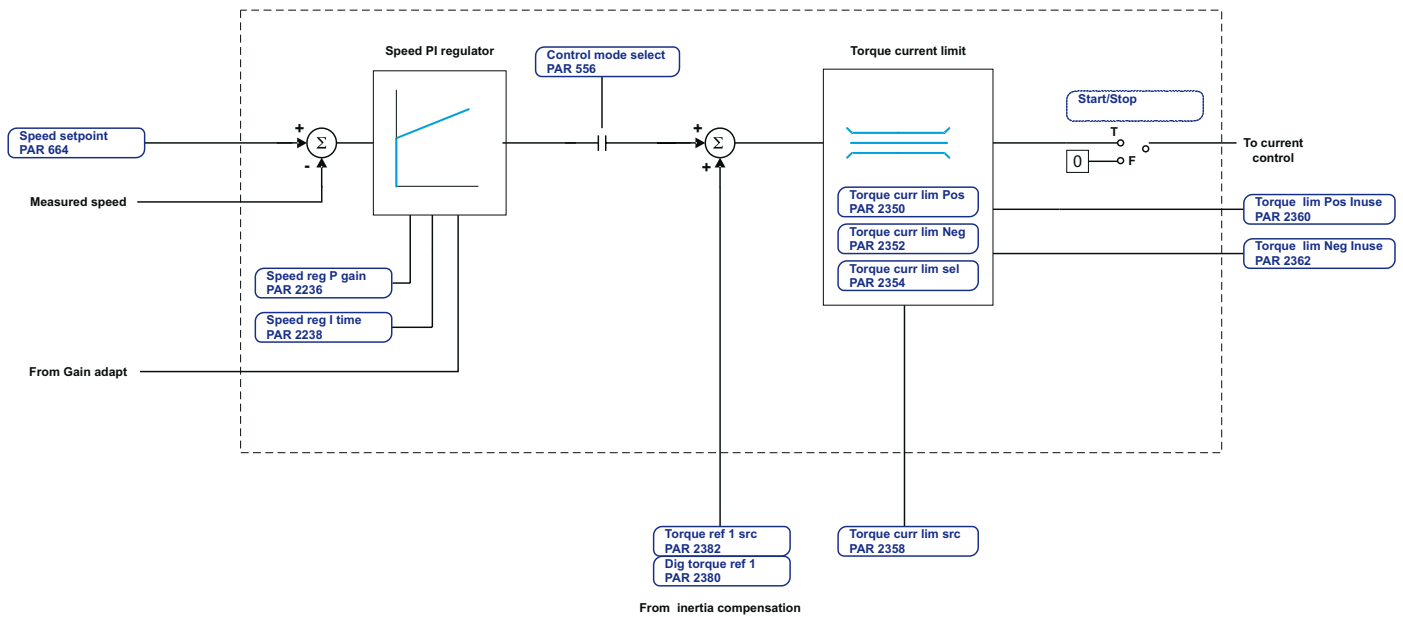 Speed PI regulator
Control mode select
PAR 556
Torque current limit
Start/Stop
Speed setpoint
PAR 664
+
Σ
-
+
Σ
+
T
0
F
To current
control
Measured speed
Torque curr lim Pos
PAR 2350
Torque curr lim Neg
PAR 2352
Torque curr lim sel
PAR 2354
Torque lim Pos Inuse
PAR 2360
Torque lim Neg Inuse
PAR 2362
Speed reg P gain
PAR 2236
Speed reg I time
PAR 2238
From Gain adapt
Torque ref 1 src
PAR 2382
Dig torque ref 1
PAR 2380
Torque curr lim src
PAR 2358
From inertia compensation